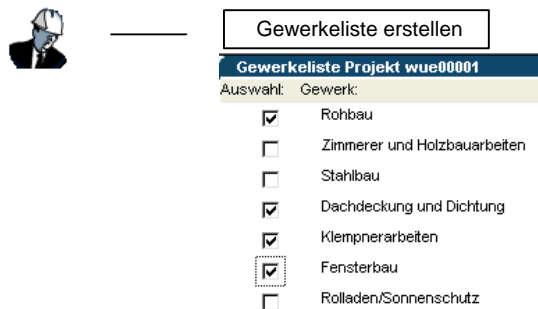 Gewerkeliste erstellen
Gewerkeliste Projekt wue00001
Auswahl: Gewerk:
Rohbau
Zimmerer und Holzbauarbeiten
Stahlbau
Dachdeckung und Dichtung
Klempnerarbeiten
Fensterbau
Rolladen/Sonnenschutz